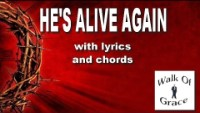 HE'S ALIVE AGAIN
with lyrics
and chords
Walk Of
Grace